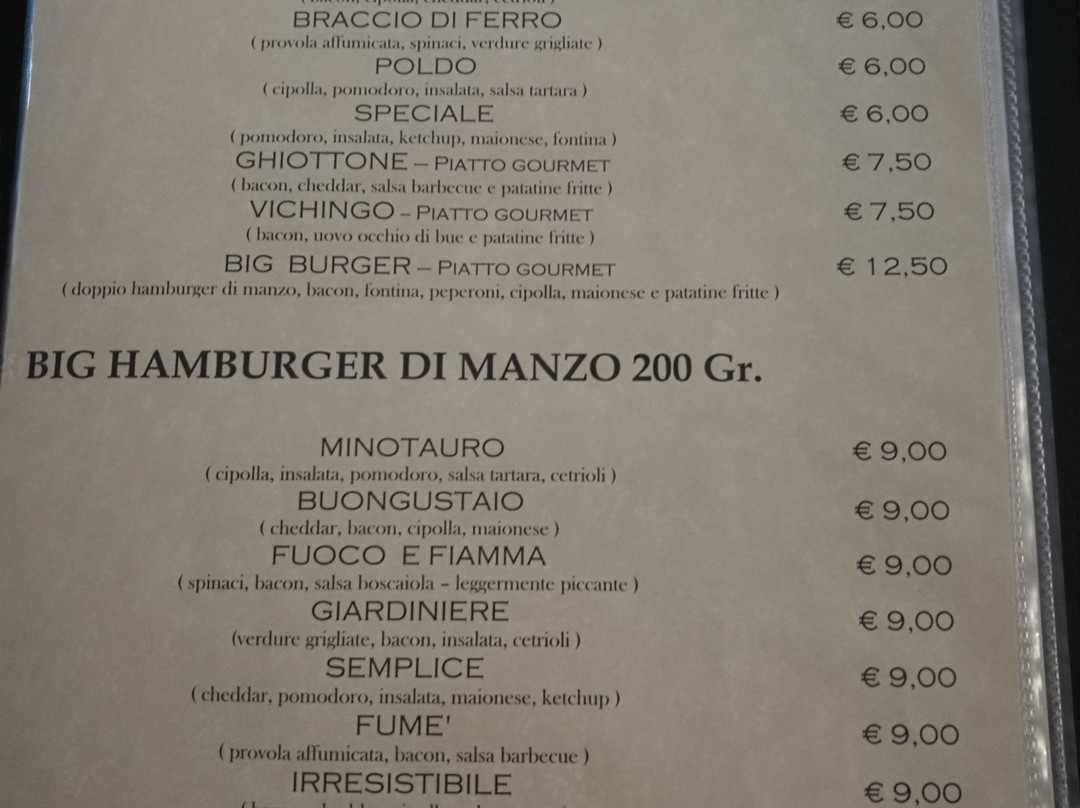 BRACCIO DI FERRO € 6,00
( provola affumicata, spinaci, verdure grigliate )
POLDO € 6,00
( cipolla, pomodoro, insalata, salsa tartara )
SPECIALE € 6,00
( pomodoro, insalata, ketchup, maionese, fontina )
GHIOTTONE – PIATTO GOURMET € 7,50
( bacon, cheddar, salsa barbecue e patatine fritte )
VICHINGO – PIATTO GOURMET € 7,50
( bacon, uovo occhio di bue e patatine fritte )
BIG BURGER – PIATTO GOURMET € 12,50
( doppio hamburger di manzo, bacon, fontina, peperoni, cipolla, maionese e patatine fritte )
BIG HAMBURGER DI MANZO 200 Gr.
MINOTAURO € 9,00
( cipolla, insalata, pomodoro, salsa tartara, cetrioli )
BUONGUSTAIO € 9,00
( cheddar, bacon, cipolla, maionese )
FUOCO E FIAMMA € 9,00
( spinaci, bacon, salsa boscaiola – leggermente piccante )
GIARDINIERE € 9,00
(verdure grigliate, bacon, insalata, cetrioli )
SEMPLICE € 9,00
( cheddar, pomodoro, insalata, maionese, ketchup )
FUME' € 9,00
( provola affumicata, bacon, salsa barbecue )
IRRESISTIBILE € 9,00